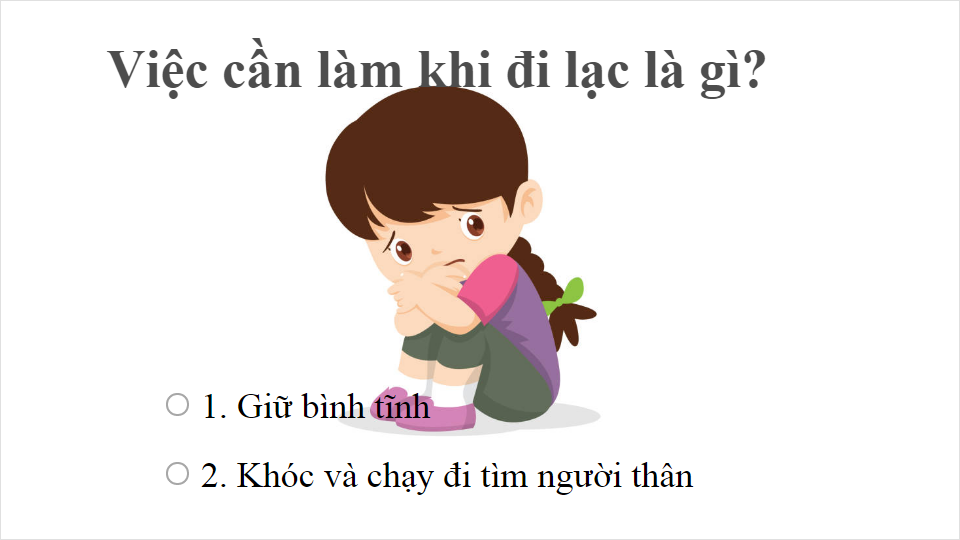 Việc cần làm khi đi lạc là gì?
1. Giữ bình tĩnh
2. Khóc và chạy đi tìm người thân